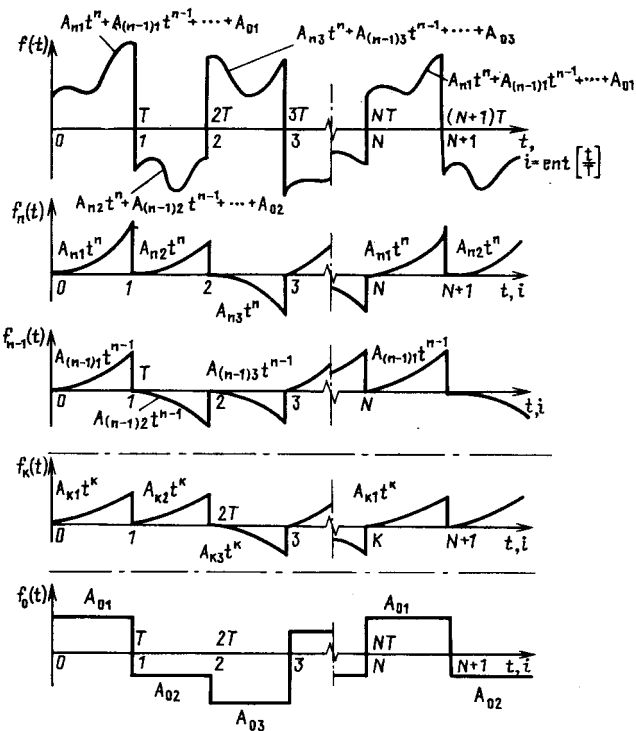 A_{n1}t^n+A_{(n-1)1}t^{n-1}+····+A_{01}
f(t)
A_{n3}t^n+A_{(n-1)3}t^{n-1}+····+A_{03}
A_{n1}t^n+A_{(n-1)1}t^{n-1}+····+A_{01}
T 2T 3T NT (N+1)T
0 1 2 3 N N+1 t,
i=ent [t/T]
A_{n2}t^n+A_{(n-1)2}t^{n-1}+····+A_{02}
f_n(t)
A_{n1}t^n A_{n2}t^n A_{n1}t^n A_{n2}t^n
0 1 2 3 N N+1 t,i
A_{n3}t^n
f_{n-1}(t)
A_{(n-1)1}t^{n-1} A_{(n-1)3}t^{n-1} A_{(n-1)1}t^{n-1}
T
0 1 2 3 N t,i
A_{(n-1)2}t^{n-1}
f_к(t)
A_{к1}t^к A_{к2}t^к A_{к1}t^к
2T
0 1 3 K N+1 t,i
A_{к3}t^к
f_0(t)
A_{01} A_{01}
T 2T NT
0 1 2 3 N N+1 t,i
A_{02} A_{02}
A_{03}